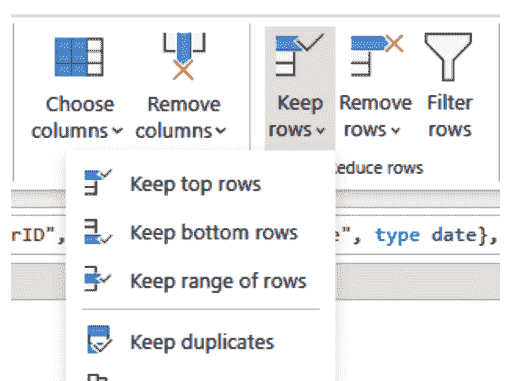 Choose columns
Remove columns
Keep rows
Remove rows
Filter rows
educe rows
Keep top rows
rID",
Keep bottom rows
e", type date},
Keep range of rows
Keep duplicates